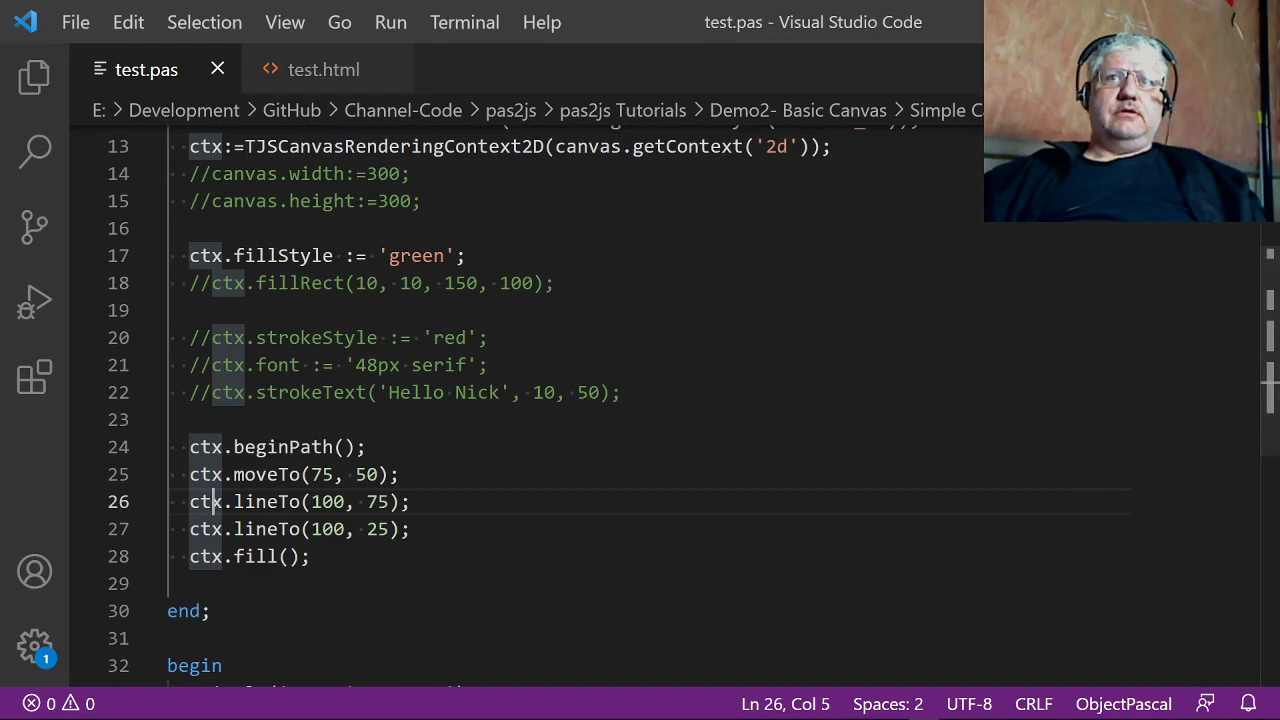 File Edit Selection View Go Run Terminal Help test.pas - Visual Studio Code
test.pas test.html
E: > Development > GitHub > Channel-Code > pas2js > pas2js Tutorials > Demo2- Basic Canvas > Simple C
13 ctx:=TJSCanvasRenderingContext2D(canvas.getContext('2d'));
14 //canvas.width:=300;
15 //canvas.height:=300;
16
17 ctx.fillStyle := 'green';
18 //ctx.fillRect(10, 10, 150, 100);
19
20 //ctx.strokeStyle := 'red';
21 //ctx.font := '48px serif';
22 //ctx.strokeText('Hello Nick', 10, 50);
23
24 ctx.beginPath();
25 ctx.moveTo(75, 50);
26 ctx.lineTo(100, 75);
27 ctx.lineTo(100, 25);
28 ctx.fill();
29
30 end;
31
32 begin
1
0 0 Ln 26, Col 5 Spaces: 2 UTF-8 CRLF ObjectPascal